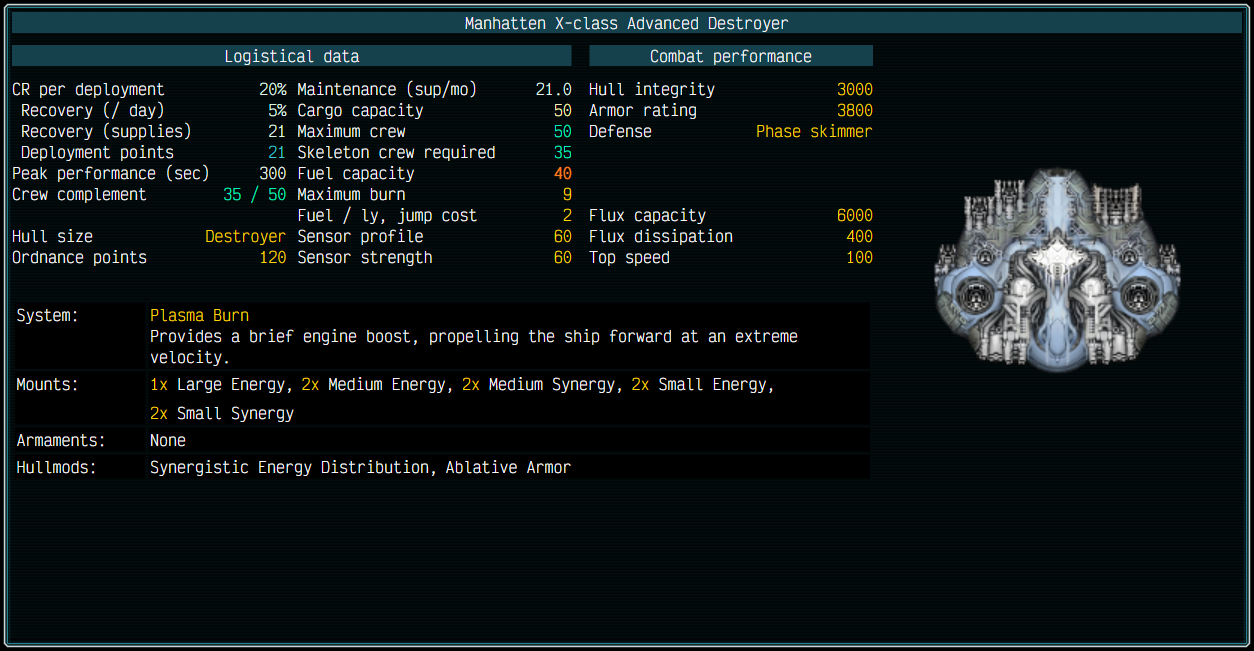 Manhatten X-class Advanced Destroyer
Logistical data
CR per deployment 20% Maintenance (sup/mo) 21.0
Recovery (/ day) 5% Cargo capacity 50
Recovery (supplies) 21 Maximum crew 50
Deployment points 21 Skeleton crew required 35
Peak performance (sec) 300 Fuel capacity 40
Crew complement 35 / 50 Maximum burn 9
Fuel / ly, jump cost 2
Hull size Destroyer Sensor profile 60
Ordnance points 120 Sensor strength 60
Combat performance
Hull integrity 3000
Armor rating 3800
Defense Phase skimmer
Flux capacity 6000
Flux dissipation 400
Top speed 100
System: Plasma Burn
Provides a brief engine boost, propelling the ship forward at an extreme
velocity.
Mounts: 1x Large Energy, 2x Medium Energy, 2x Medium Synergy, 2x Small Energy,
2x Small Synergy
Armaments: None
Hullmods: Synergistic Energy Distribution, Ablative Armor